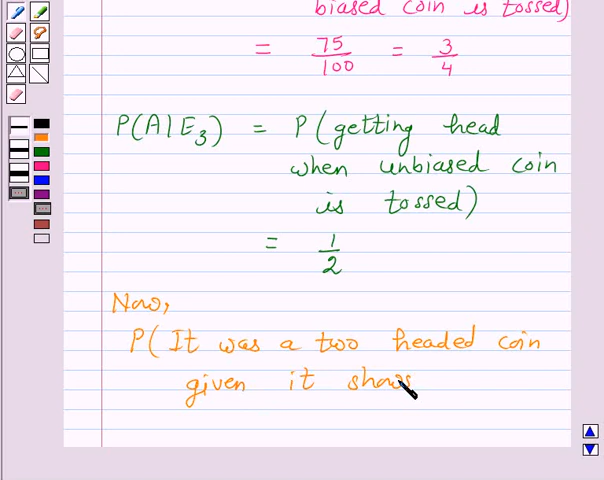 biased coin is tossed)
= 75/100 = 3/4
P(A|E₃) = P(getting head
when unbiased coin
is tossed)
= 1/2
Now,
P(It was a two headed coin
given it shows